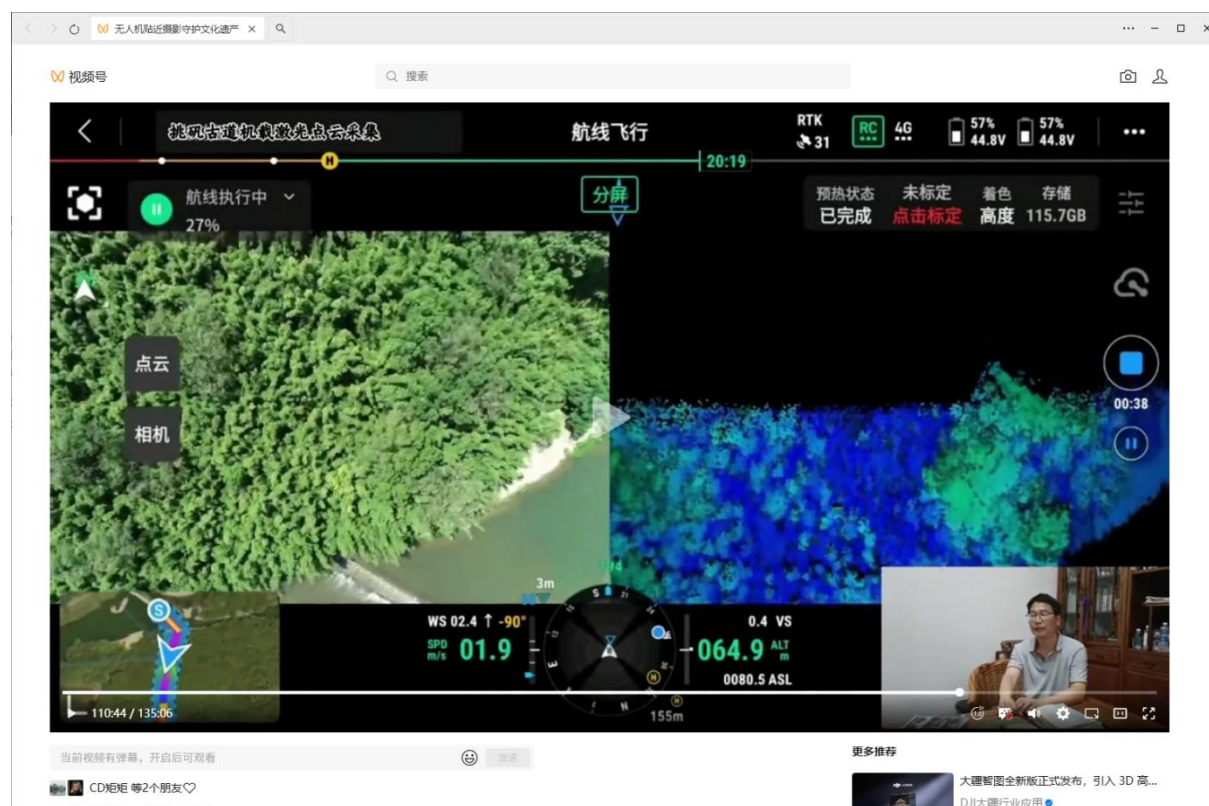 无人机贴近摄影守护文化遗产
视频号
搜索
挑矾古道机载激光点云采集
航线飞行
RTK
31
RC
4G
57%
44.8V
57%
44.8V
20:19
H
航线执行中
27%
分屏
预热状态 未标定 着色 存储
已完成 点击标定 高度 115.7GB
点云
相机
00:38
3m
S
WS 02.4 ↑ -90°
SPD m/s 01.9
0.4 VS
064.9 ALT m
0080.5 ASL
S 21 24
12
E
N
H
H
155m
110:44 / 135:06
当前视频有弹幕，开启后可观看
发送
更多推荐
CD矩矩 等2个朋友♡
大疆智图全新版正式发布，引入 3D 高...
DJI大疆行业应用